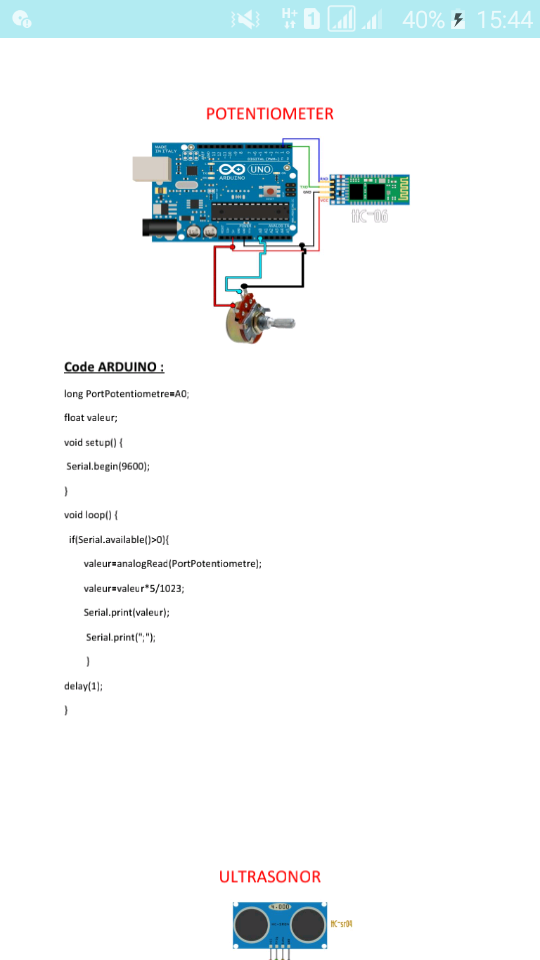 H+ 1 40% 15:44
POTENTIOMETER
MADE
IN ITALY
UNO
ARDUINO
HC-06
Code ARDUINO :
long PortPotentiometre=A0;
float valeur;
void setup() {
Serial.begin(9600);
}
void loop() {
if(Serial.available()>0){
valeur=analogRead(PortPotentiometre);
valeur=valeur*5/1023;
Serial.print(valeur);
Serial.print(";");
}
delay(1);
}
ULTRASONOR
HC-sr04